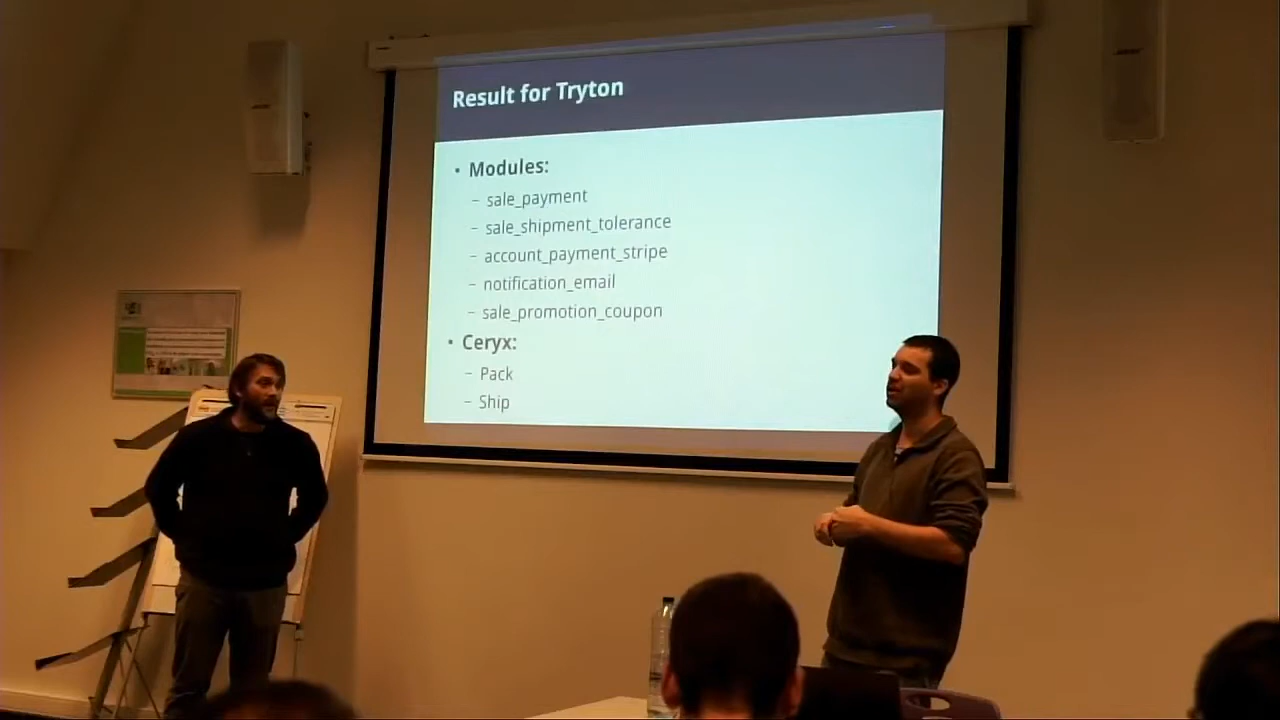 Result for Tryton
• Modules:
– sale_payment
– sale_shipment_tolerance
– account_payment_stripe
– notification_email
– sale_promotion_coupon
• Ceryx:
– Pack
– Ship